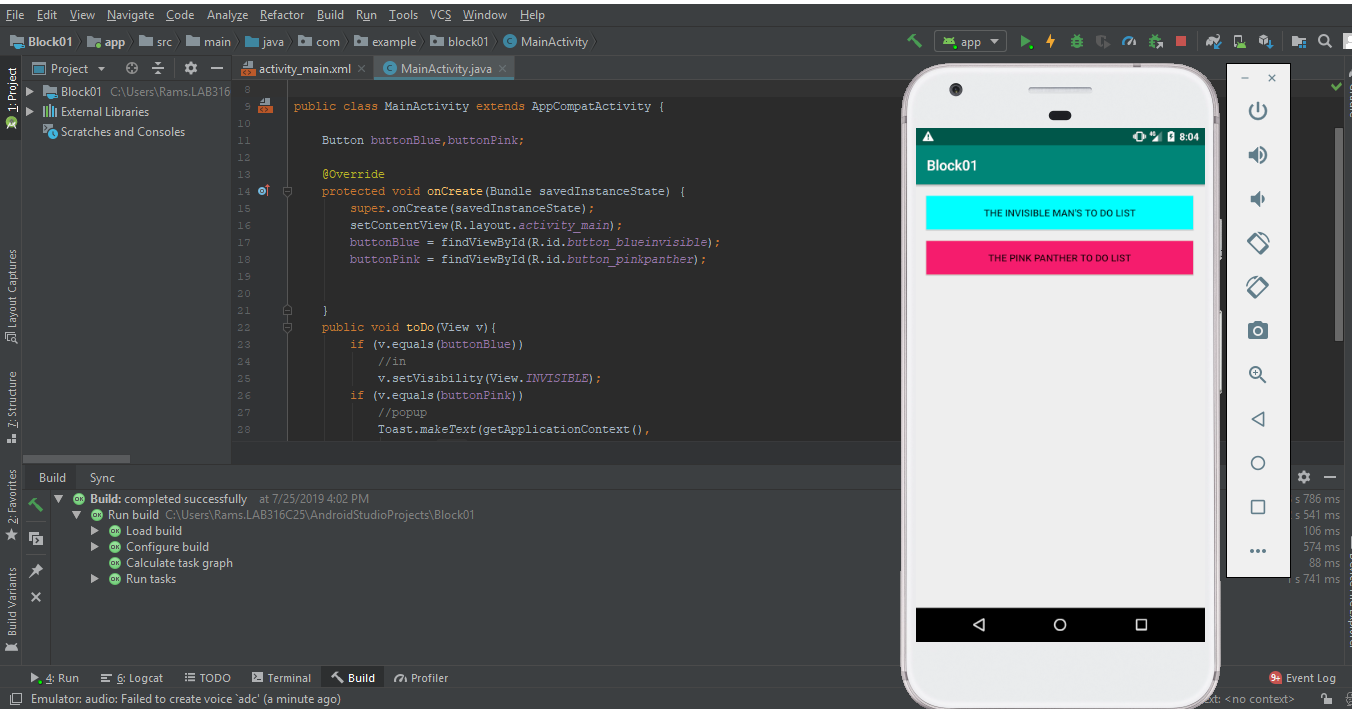 File Edit View Navigate Code Analyze Refactor Build Run Tools VCS Window Help
Block01 app src main java com example block01 MainActivity
app
Project
activity_main.xml
MainActivity.java
1: Project
Block01 C:\Users\Rams.LAB316
External Libraries
Scratches and Consoles
Layout Captures
7: Structure
2: Favorites
Build Variants
8
9 public class MainActivity extends AppCompatActivity {
10
11 Button buttonBlue,buttonPink;
12
13 @Override
14 protected void onCreate(Bundle savedInstanceState) {
15 super.onCreate(savedInstanceState);
16 setContentView(R.layout.activity_main);
17 buttonBlue = findViewById(R.id.button_blueinvisible);
18 buttonPink = findViewById(R.id.button_pinkpanther);
19
20
21 }
22 public void toDo(View v){
23 if (v.equals(buttonBlue))
24 //in
25 v.setVisibility(View.INVISIBLE);
26 if (v.equals(buttonPink))
27 //popup
28 Toast.makeText(getApplicationContext(),
8:04
Block01
THE INVISIBLE MAN'S TO DO LIST
THE PINK PANTHER TO DO LIST
Build Sync
Build: completed successfully at 7/25/2019 4:02 PM
Run build C:\Users\Rams.LAB316C25\AndroidStudioProjects\Block01
Load build
Configure build
Calculate task graph
Run tasks
s 786 ms
s 541 ms
106 ms
574 ms
88 ms
s 741 ms
4: Run 6: Logcat TODO Terminal Build Profiler
9+ Event Log
Emulator: audio: Failed to create voice `adc' (a minute ago)
<no context>